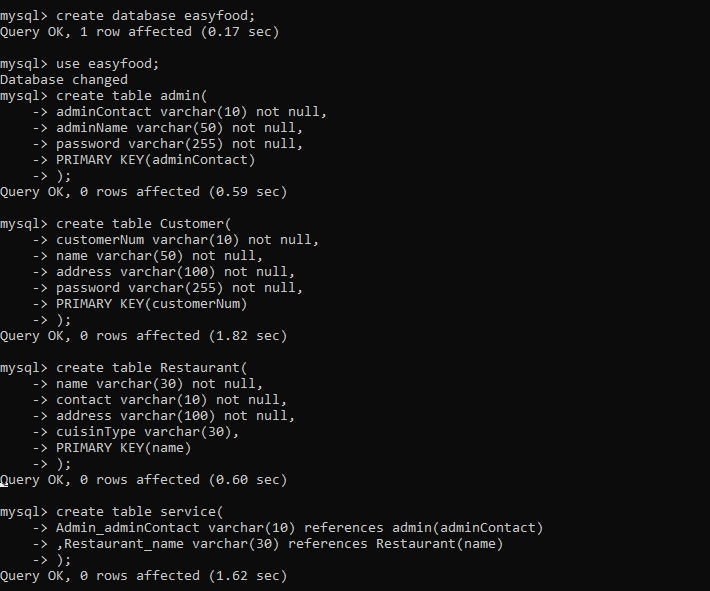 mysql> create database easyfood;
Query OK, 1 row affected (0.17 sec)
mysql> use easyfood;
Database changed
mysql> create table admin(
    -> adminContact varchar(10) not null,
    -> adminName varchar(50) not null,
    -> password varchar(255) not null,
    -> PRIMARY KEY(adminContact)
    -> );
Query OK, 0 rows affected (0.59 sec)
mysql> create table Customer(
    -> customerNum varchar(10) not null,
    -> name varchar(50) not null,
    -> address varchar(100) not null,
    -> password varchar(255) not null,
    -> PRIMARY KEY(customerNum)
    -> );
Query OK, 0 rows affected (1.82 sec)
mysql> create table Restaurant(
    -> name varchar(30) not null,
    -> contact varchar(10) not null,
    -> address varchar(100) not null,
    -> cuisinType varchar(30),
    -> PRIMARY KEY(name)
    -> );
Query OK, 0 rows affected (0.60 sec)
mysql> create table service(
    -> Admin_adminContact varchar(10) references admin(adminContact)
    -> ,Restaurant_name varchar(30) references Restaurant(name)
    -> );
Query OK, 0 rows affected (1.62 sec)